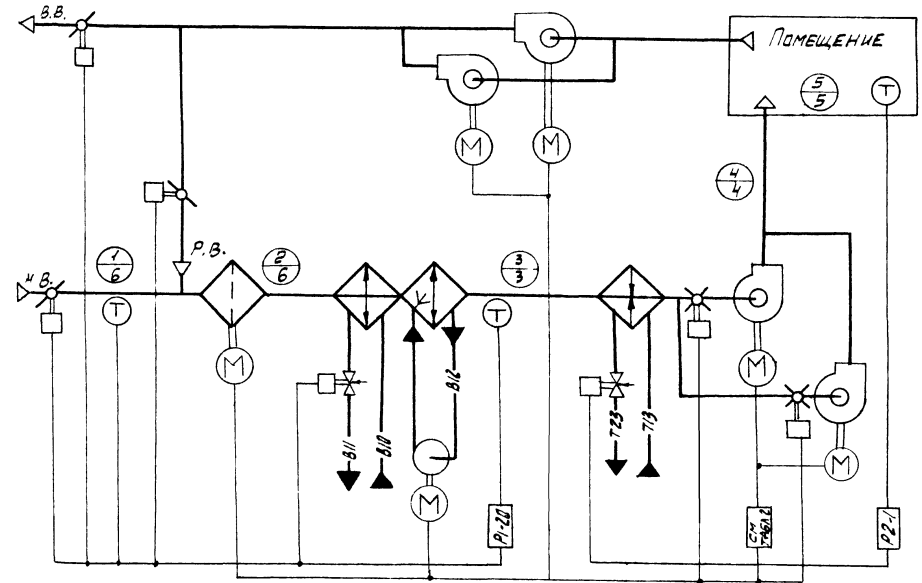 В.В.
ПОМЕЩЕНИЕ
5
5
Т
М
М
4
4
Р.В.
Н В.
1
6
2
6
3
3
Т
Т
М
М
В11
В10
В12
Т23
Т13
М
М
Р1-20
СМ.
ТАБЛ 2
Р2-1